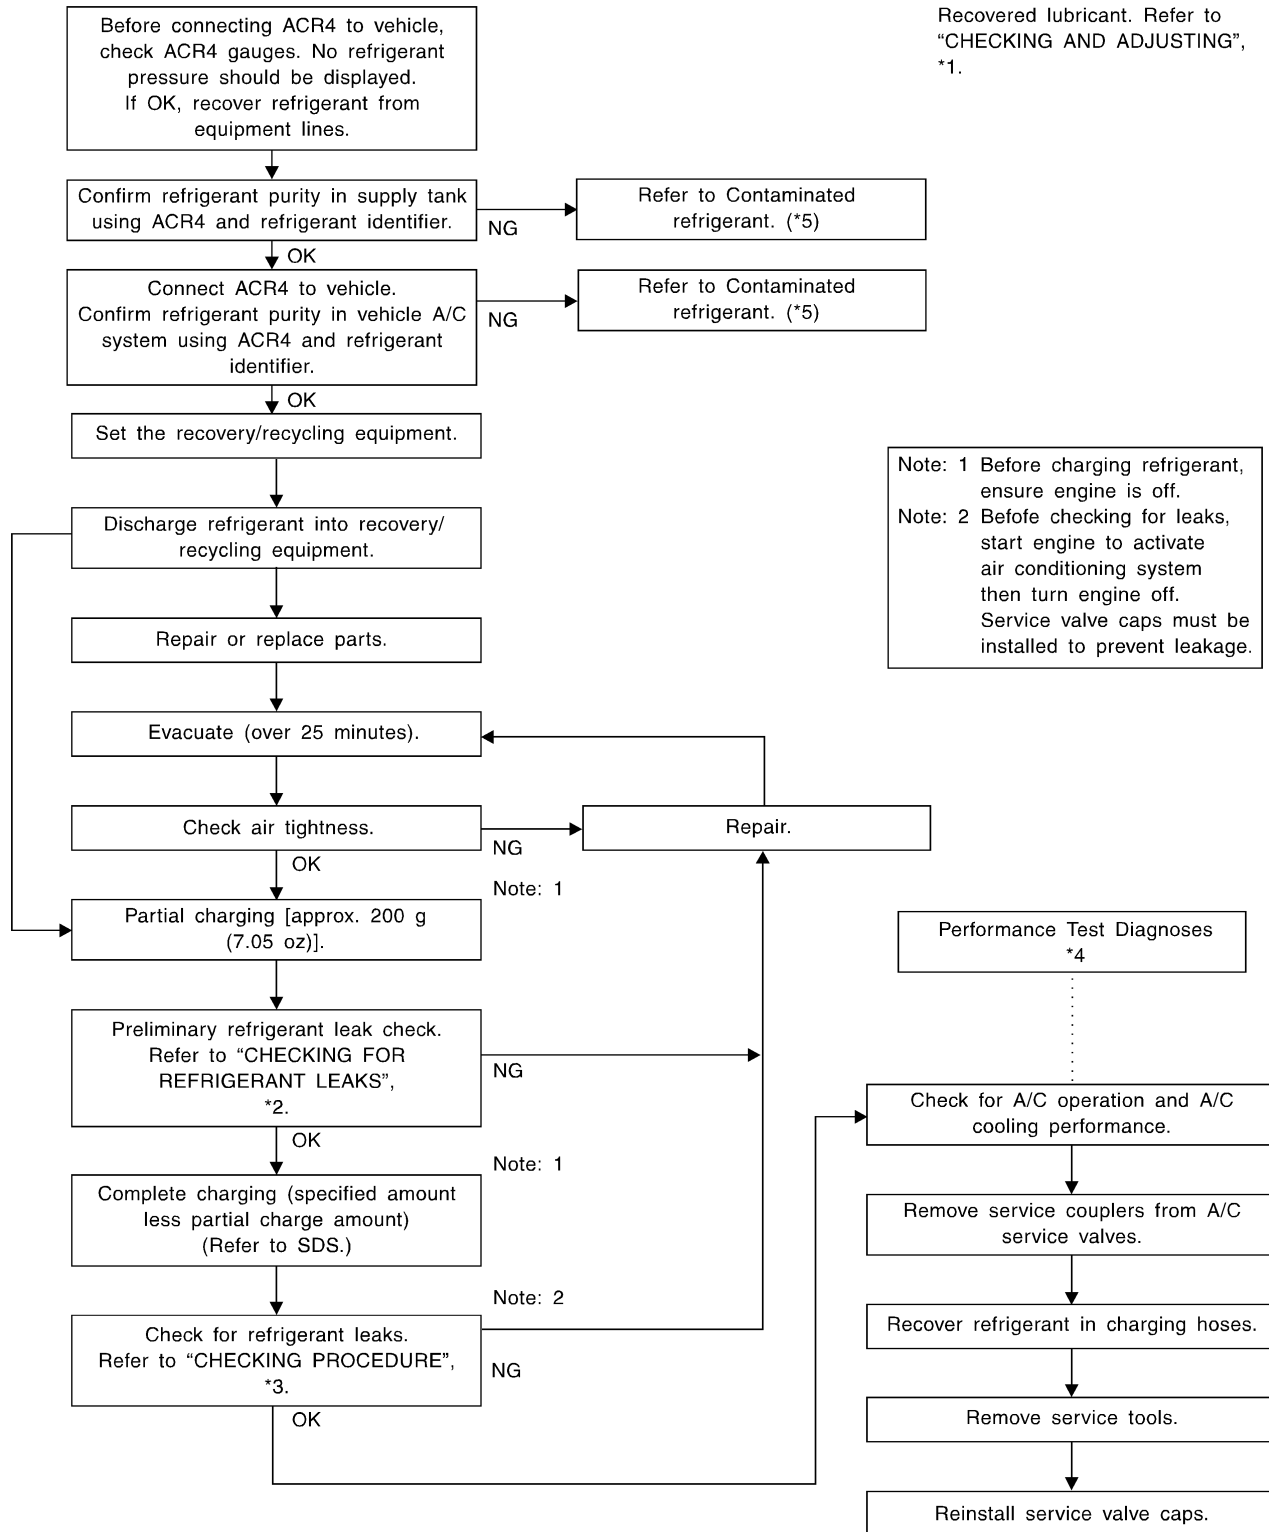 Before connecting ACR4 to vehicle,
check ACR4 gauges. No refrigerant
pressure should be displayed.
If OK, recover refrigerant from
equipment lines.
Recovered lubricant. Refer to
“CHECKING AND ADJUSTING”,
*1.
Confirm refrigerant purity in supply tank
using ACR4 and refrigerant identifier.
NG
Refer to Contaminated
refrigerant. (*5)
OK
Connect ACR4 to vehicle.
Confirm refrigerant purity in vehicle A/C
system using ACR4 and refrigerant
identifier.
NG
Refer to Contaminated
refrigerant. (*5)
OK
Set the recovery/recycling equipment.
Note: 1 Before charging refrigerant,
ensure engine is off.
Note: 2 Befofe checking for leaks,
start engine to activate
air conditioning system
then turn engine off.
Service valve caps must be
installed to prevent leakage.
Discharge refrigerant into recovery/
recycling equipment.
Repair or replace parts.
Evacuate (over 25 minutes).
Check air tightness.
NG
Repair.
OK
Note: 1
Partial charging [approx. 200 g
(7.05 oz)].
Preliminary refrigerant leak check.
Refer to “CHECKING FOR
REFRIGERANT LEAKS”,
*2.
NG
OK
Note: 1
Complete charging (specified amount
less partial charge amount)
(Refer to SDS.)
Note: 2
Check for refrigerant leaks.
Refer to “CHECKING PROCEDURE”,
*3.
NG
OK
Performance Test Diagnoses
*4
Check for A/C operation and A/C
cooling performance.
Remove service couplers from A/C
service valves.
Recover refrigerant in charging hoses.
Remove service tools.
Reinstall service valve caps.